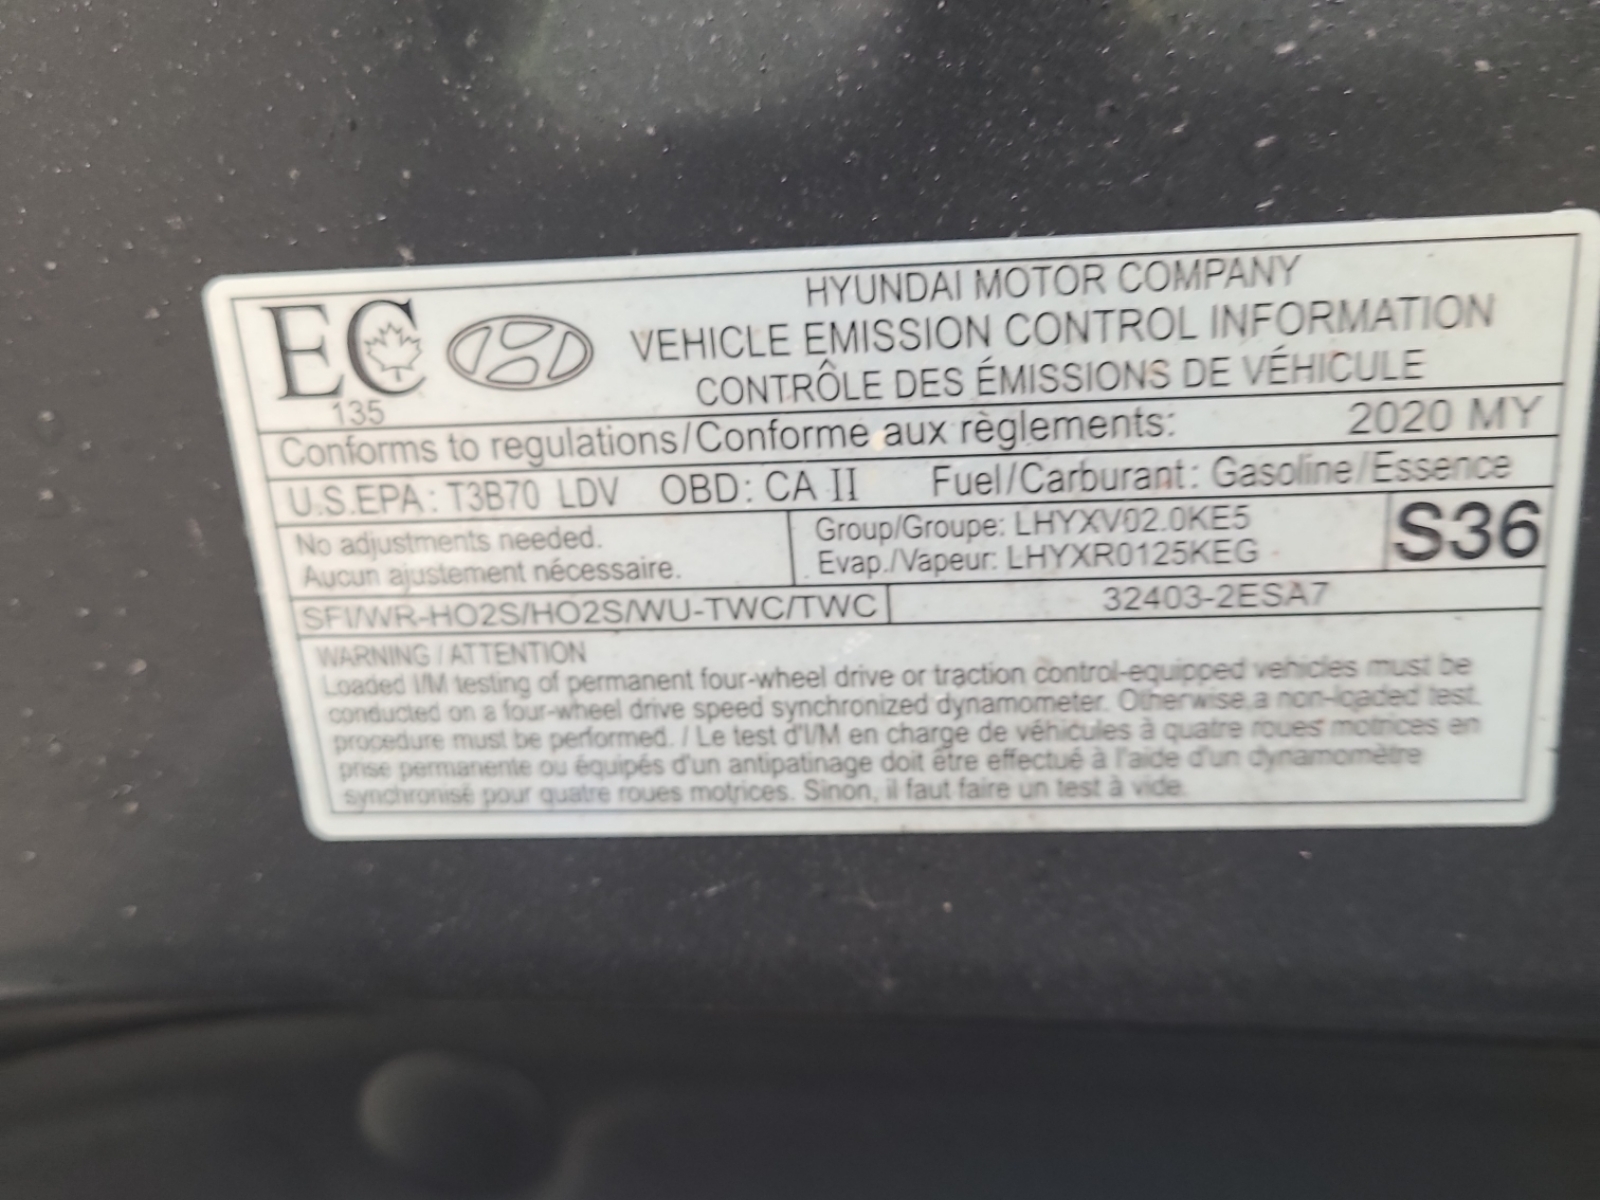 HYUNDAI MOTOR COMPANY
EC
135
VEHICLE EMISSION CONTROL INFORMATION
CONTRÔLE DES ÉMISSIONS DE VÉHICULE
Conforms to regulations/Conforme aux règlements: 2020 MY
U.S.EPA: T3B70 LDV OBD: CA II Fuel/Carburant: Gasoline/Essence
No adjustments needed.
Aucun ajustement nécessaire.
Group/Groupe: LHYXV02.0KE5
Evap./Vapeur: LHYXR0125KEG
S36
SFI/WR-HO2S/HO2S/WU-TWC/TWC
32403-2ESA7
WARNING / ATTENTION
Loaded I/M testing of permanent four-wheel drive or traction control-equipped vehicles must be
conducted on a four-wheel drive speed synchronized dynamometer. Otherwise, a non-loaded test
procedure must be performed. / Le test d'I/M en charge de véhicules à quatre roues motrices en
prise permanente ou équipés d'un antipatinage doit être effectué à l'aide d'un dynamomètre
synchronisé pour quatre roues motrices. Sinon, il faut faire un test à vide.